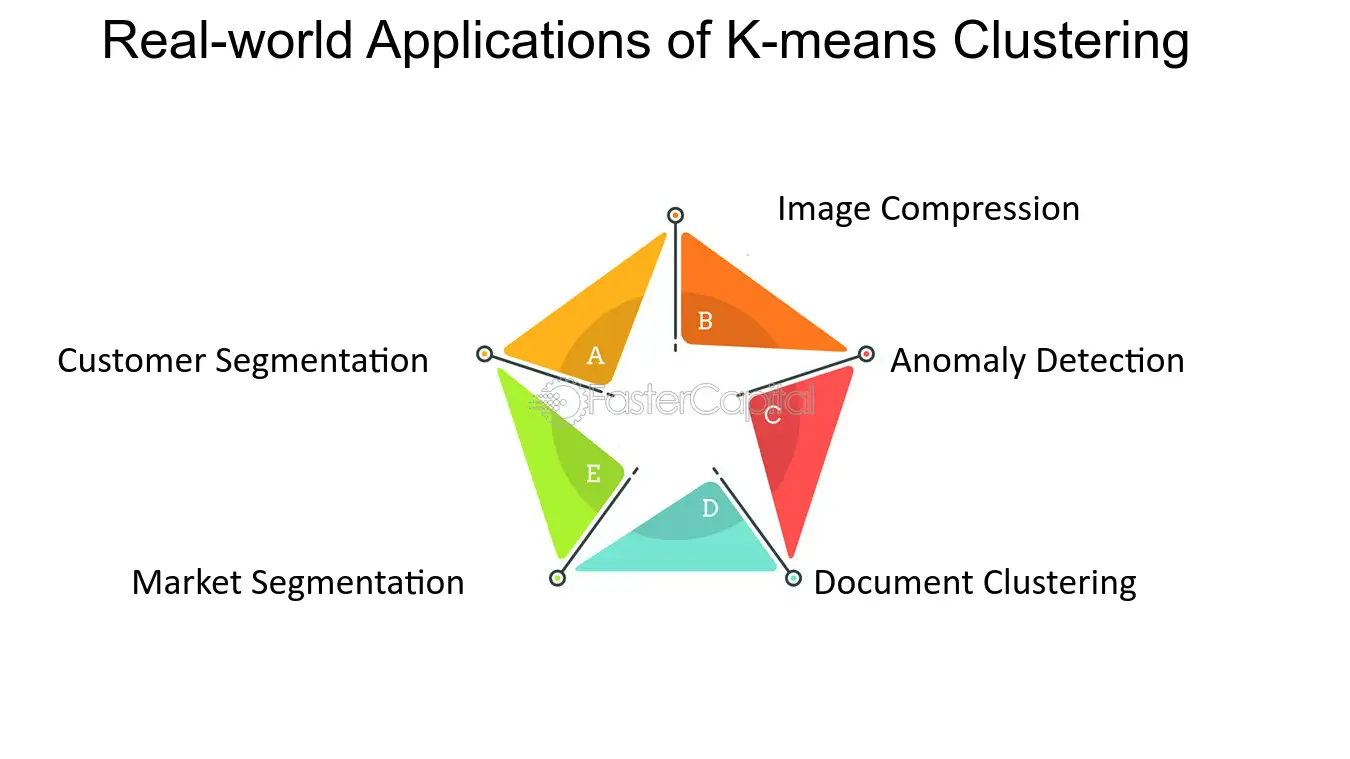 Real-world Applications of K-means Clustering
Image Compression
B
A
Customer Segmentation
Anomaly Detection
FasterCapital
C
E
D
Market Segmentation
Document Clustering